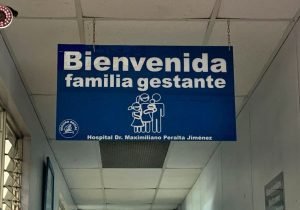 Bienvenida
familia gestante
Hospital Dr. Maximiliano Peralta Jiménez